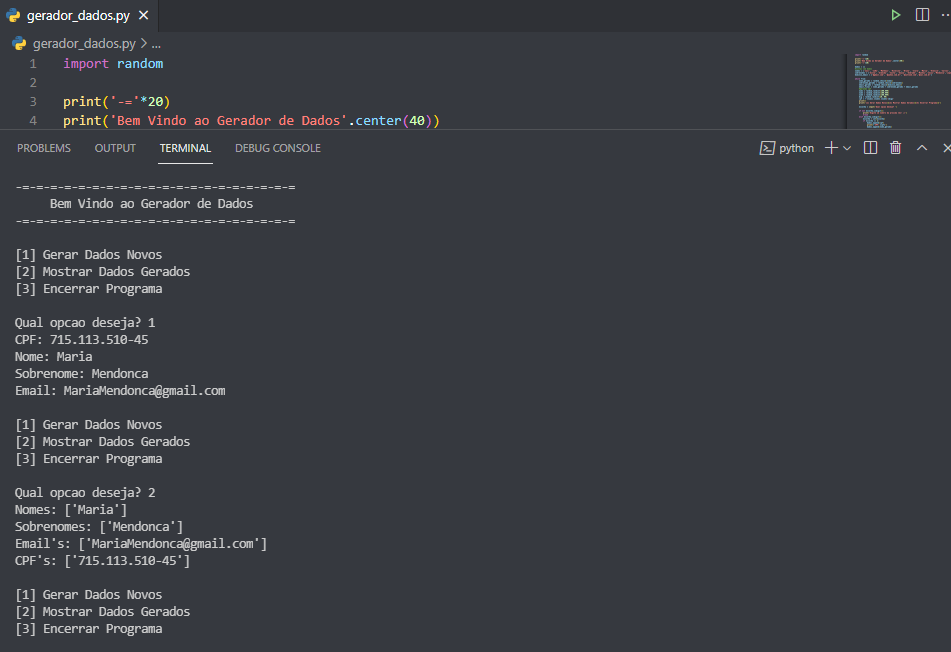 gerador_dados.py
gerador_dados.py > ...
1 import random
2
3 print('-='*20)
4 print('Bem Vindo ao Gerador de Dados'.center(40))
PROBLEMS OUTPUT TERMINAL DEBUG CONSOLE python
-=-=-=-=-=-=-=-=-=-=-=-=-=-=-=-=-=-=-=-=
Bem Vindo ao Gerador de Dados
-=-=-=-=-=-=-=-=-=-=-=-=-=-=-=-=-=-=-=-=
[1] Gerar Dados Novos
[2] Mostrar Dados Gerados
[3] Encerrar Programa
Qual opcao deseja? 1
CPF: 715.113.510-45
Nome: Maria
Sobrenome: Mendonca
Email: MariaMendonca@gmail.com
[1] Gerar Dados Novos
[2] Mostrar Dados Gerados
[3] Encerrar Programa
Qual opcao deseja? 2
Nomes: ['Maria']
Sobrenomes: ['Mendonca']
Email's: ['MariaMendonca@gmail.com']
CPF's: ['715.113.510-45']
[1] Gerar Dados Novos
[2] Mostrar Dados Gerados
[3] Encerrar Programa